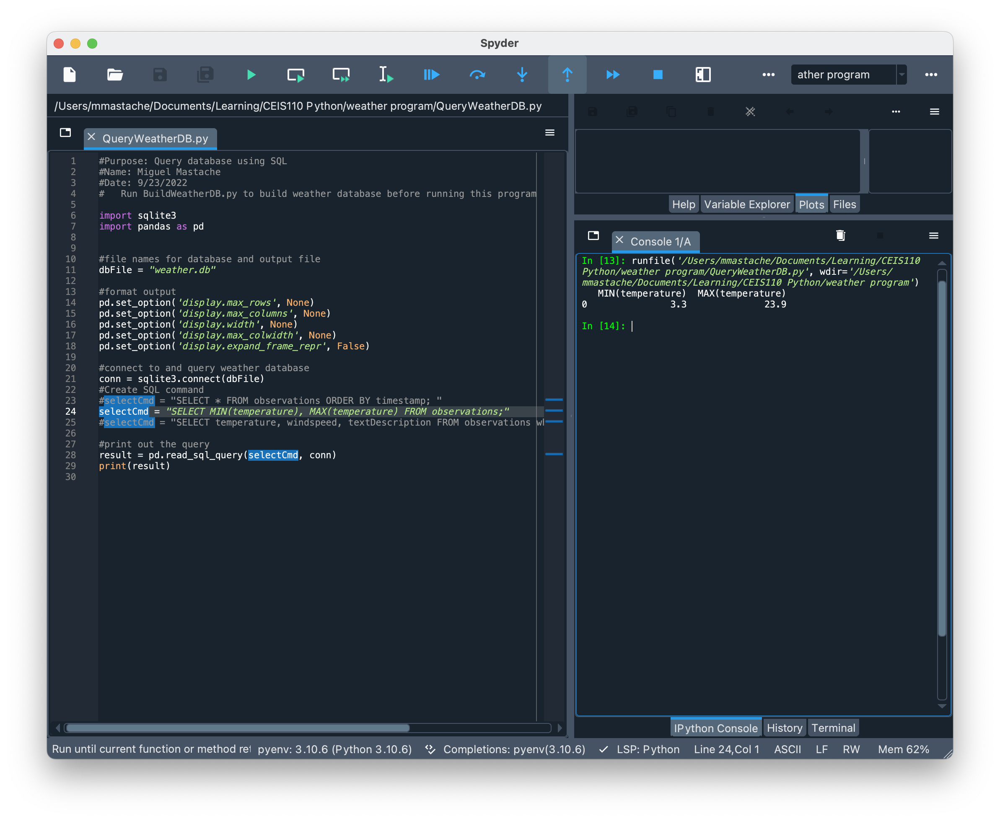 Spyder
ather program
/Users/mmastache/Documents/Learning/CEIS110 Python/weather program/QueryWeatherDB.py
QueryWeatherDB.py
1 #Purpose: Query database using SQL
2 #Name: Miguel Mastache
3 #Date: 9/23/2022
4 #   Run BuildWeatherDB.py to build weather database before running this program
5
6 import sqlite3
7 import pandas as pd
8
9
10 #file names for database and output file
11 dbFile = "weather.db"
12
13 #format output
14 pd.set_option('display.max_rows', None)
15 pd.set_option('display.max_columns', None)
16 pd.set_option('display.width', None)
17 pd.set_option('display.max_colwidth', None)
18 pd.set_option('display.expand_frame_repr', False)
19
20 #connect to and query weather database
21 conn = sqlite3.connect(dbFile)
22 #Create SQL command
23 #selectCmd = "SELECT * FROM observations ORDER BY timestamp; "
24 selectCmd = "SELECT MIN(temperature), MAX(temperature) FROM observations;"
25 #selectCmd = "SELECT temperature, windspeed, textDescription FROM observations
26
27 #print out the query
28 result = pd.read_sql_query(selectCmd, conn)
29 print(result)
30
Help Variable Explorer Plots Files
Console 1/A
In [13]: runfile('/Users/mmastache/Documents/Learning/CEIS110
Python/weather program/QueryWeatherDB.py', wdir='/Users/
mmastache/Documents/Learning/CEIS110 Python/weather program')
MIN(temperature) MAX(temperature)
0 3.3 23.9
In [14]:
IPython Console History Terminal
Run until current function or method ret pyenv: 3.10.6 (Python 3.10.6) Completions: pyenv(3.10.6) LSP: Python Line 24,Col 1 ASCII LF RW Mem 62%